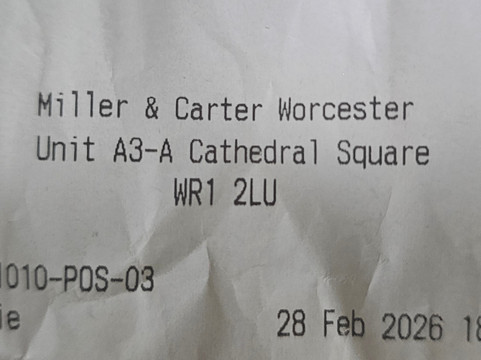 Miller & Carter Worcester
Unit A3-A Cathedral Square
WR1 2LU
1010-POS-03
28 Feb 2026